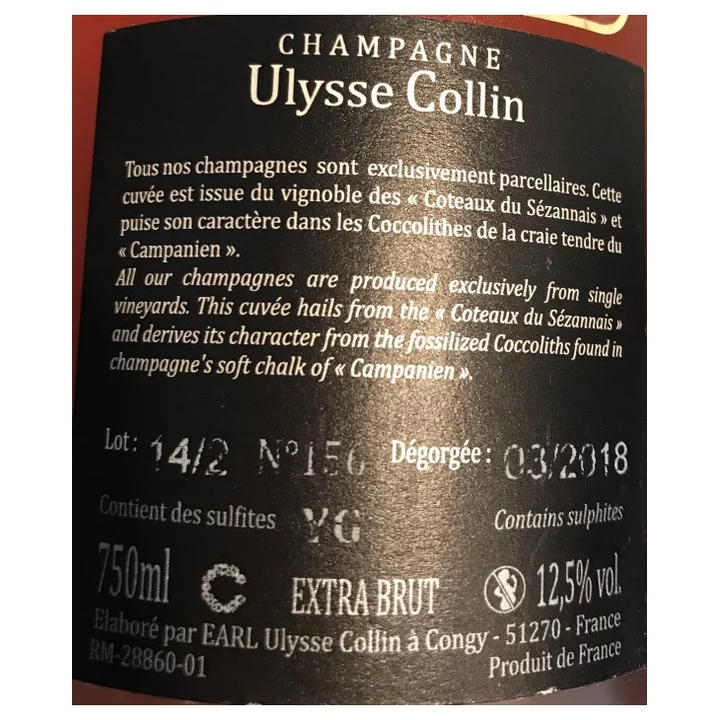 CHAMPAGNE
Ulysse Collin
Tous nos champagnes sont exclusivement parcellaires. Cette
cuvée est issue du vignoble des « Coteaux du Sézannais » et
puise son caractère dans les Coccolithes de la craie tendre du
« Campanien ».
All our champagnes are produced exclusively from single
vineyards. This cuvée hails from the « Coteaux du Sézannais »
and derives its character from the fossilized Coccoliths found in
champagne's soft chalk of « Campanien ».
Lot : 14/2 N°156 Dégorgée : 03/2018
Contient des sulfites YG Contains sulphites
750ml C EXTRA BRUT 12,5% vol.
Elaboré par EARL Ulysse Collin à Congy - 51270 - France
RM-28860-01 Produit de France